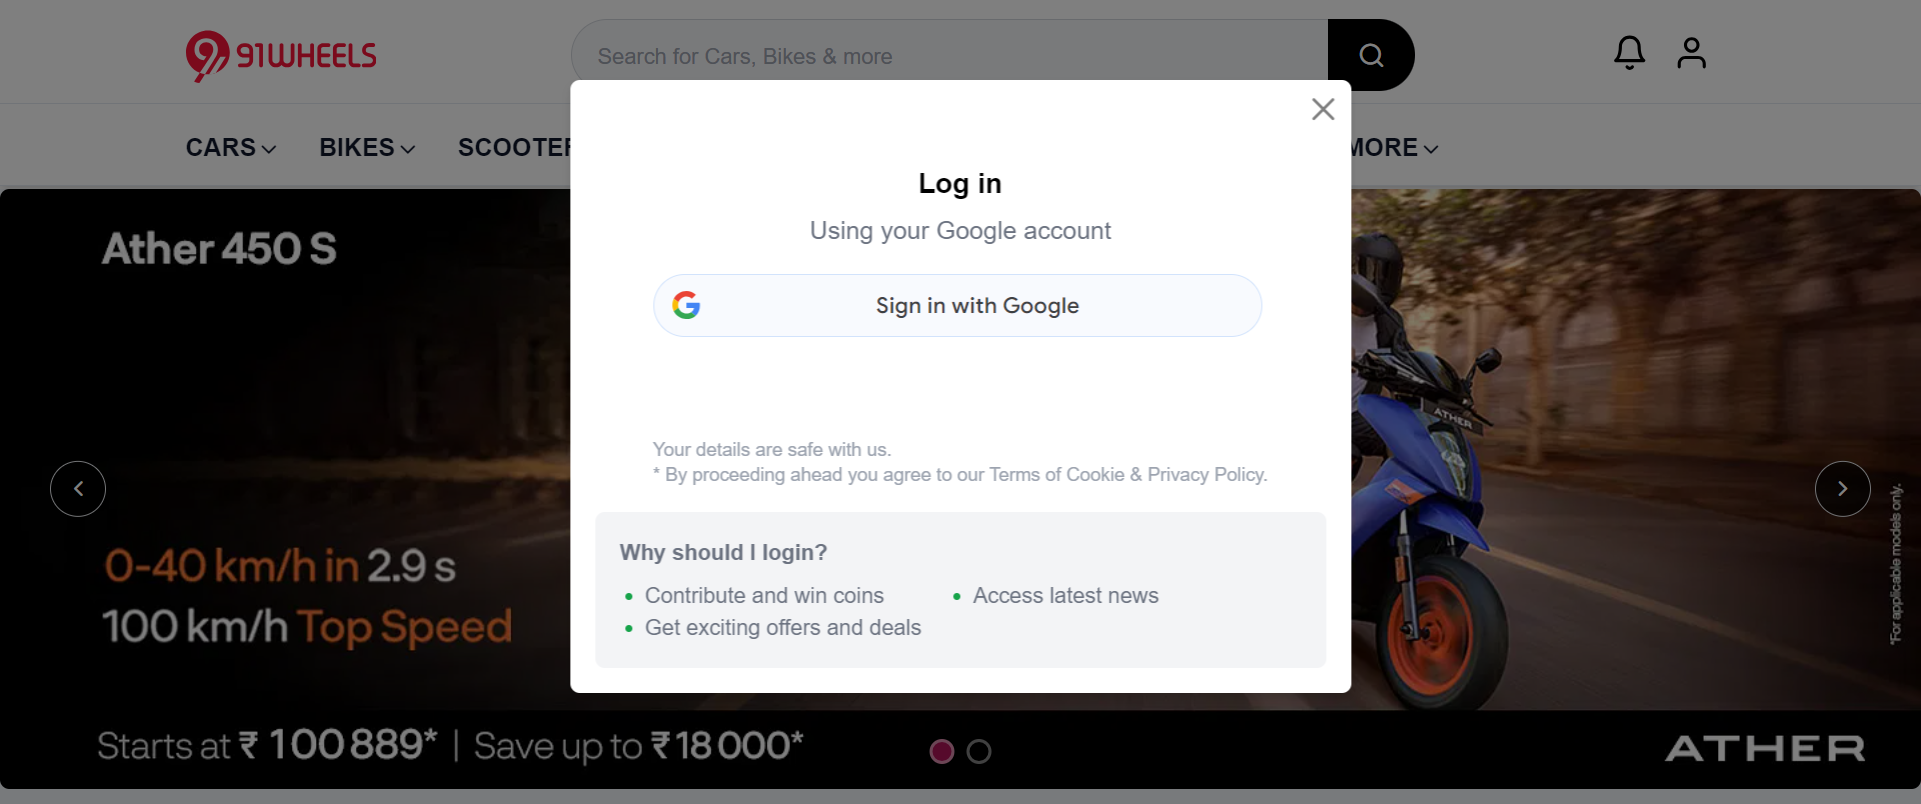 91WHEELS
Search for Cars, Bikes & more
CARS
BIKES
MORE
Log in
Using your Google account
Sign in with Google
Your details are safe with us.
* By proceeding ahead you agree to our Terms of Cookie & Privacy Policy.
Why should I login?
Contribute and win coins
Access latest news
Get exciting offers and deals
Ather 450 S
0-40 km/h in 2.9 s
100 km/h Top Speed
Starts at ₹ 100 889* | Save up to ₹ 18 000*
ATHER
ATHER
*For applicable models only.